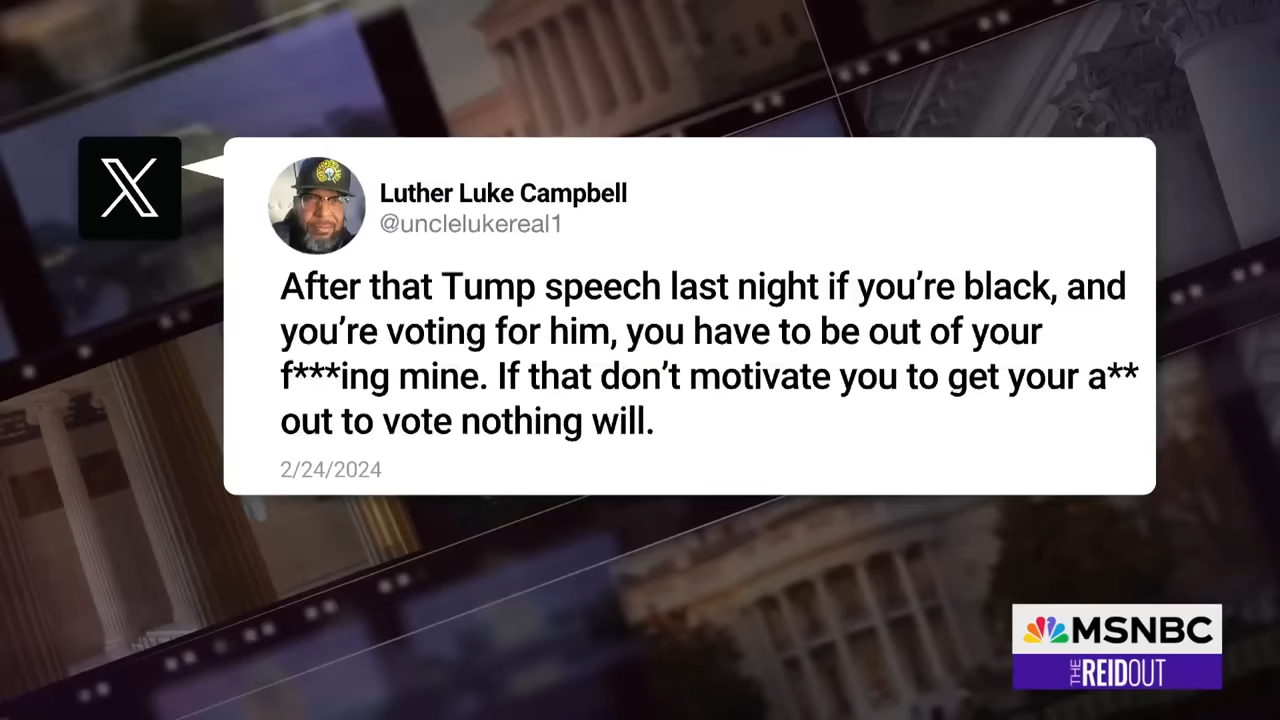 X
Luther Luke Campbell
@unclelukereal1
After that Tump speech last night if you're black, and
you're voting for him, you have to be out of your
f***ing mine. If that don't motivate you to get your a**
out to vote nothing will.
2/24/2024
MSNBC
THE REIDOUT